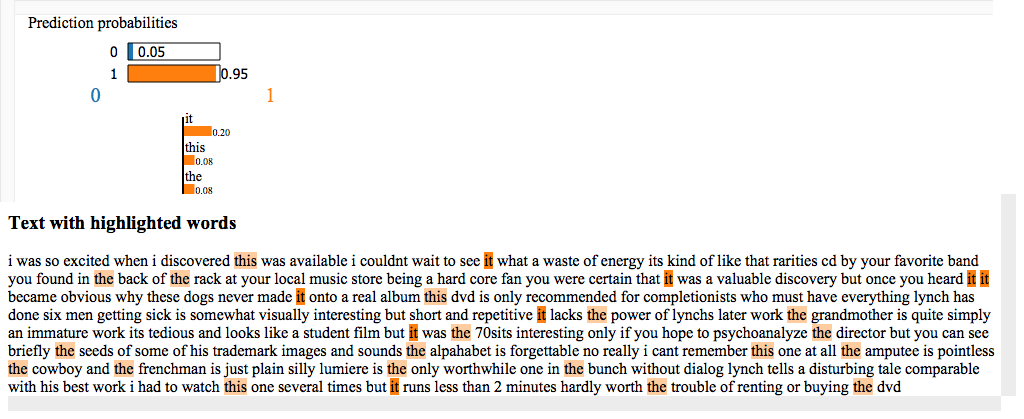 Prediction probabilities
0 0.05
1 0.95
0 1
it
0.20
this
0.08
the
0.08
Text with highlighted words
i was so excited when i discovered this was available i couldnt wait to see it what a waste of energy its kind of like that rarities cd by your favorite band
you found in the back of the rack at your local music store being a hard core fan you were certain that it was a valuable discovery but once you heard it it
became obvious why these dogs never made it onto a real album this dvd is only recommended for completionists who must have everything lynch has
done six men getting sick is somewhat visually interesting but short and repetitive it lacks the power of lynchs later work the grandmother is quite simply
an immature work its tedious and looks like a student film but it was the 70sits interesting only if you hope to psychoanalyze the director but you can see
briefly the seeds of some of his trademark images and sounds the alpahabet is forgettable no really i cant remember this one at all the amputee is pointless
the cowboy and the frenchman is just plain silly lumiere is the only worthwhile one in the bunch without dialog lynch tells a disturbing tale comparable
with his best work i had to watch this one several times but it runs less than 2 minutes hardly worth the trouble of renting or buying the dvd